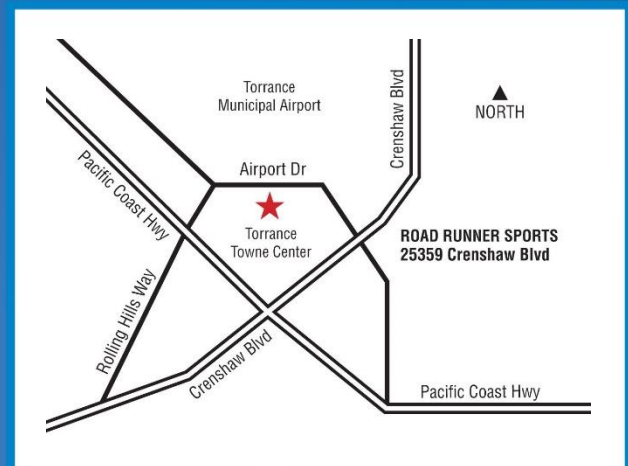 Torrance
Municipal Airport
Crenshaw Blvd
NORTH
Pacific Coast Hwy
Airport Dr
Torrance
Towne Center
ROAD RUNNER SPORTS
25359 Crenshaw Blvd
Rolling Hills Way
Crenshaw Blvd
Pacific Coast Hwy